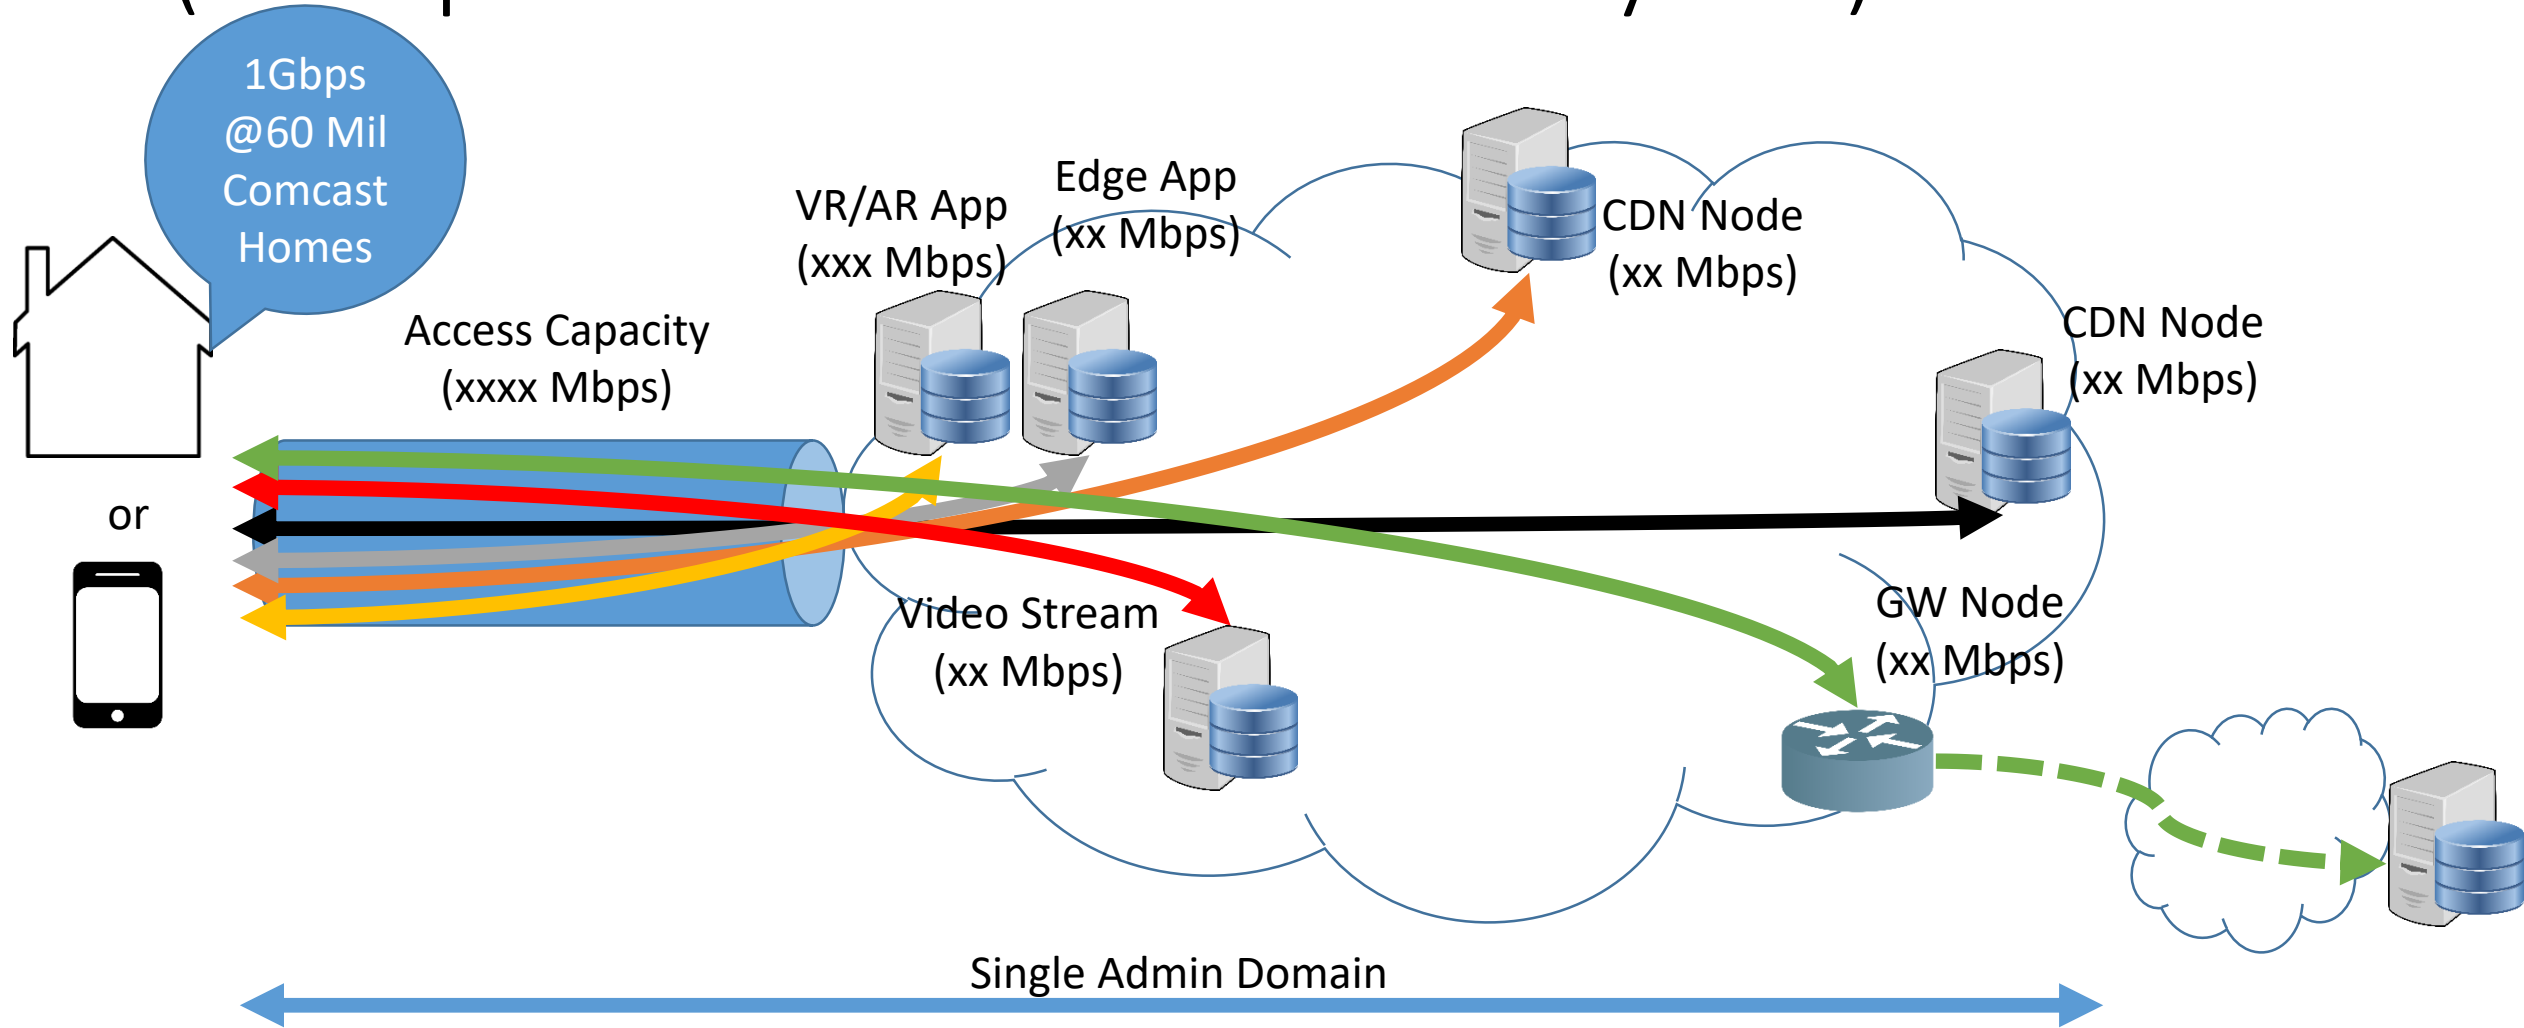 1Gbps
@60 Mil
Comcast
Homes
Access Capacity
(xxxx Mbps)
VR/AR App
(xxx Mbps)
Edge App
(xx Mbps)
CDN Node
(xx Mbps)
CDN Node
(xx Mbps)
or
Video Stream
(xx Mbps)
GW Node
(xx Mbps)
Single Admin Domain